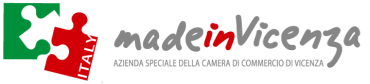 ITALY
madeinVicenza
AZIENDA SPECIALE DELLA CAMERA DI COMMERCIO DI VICENZA